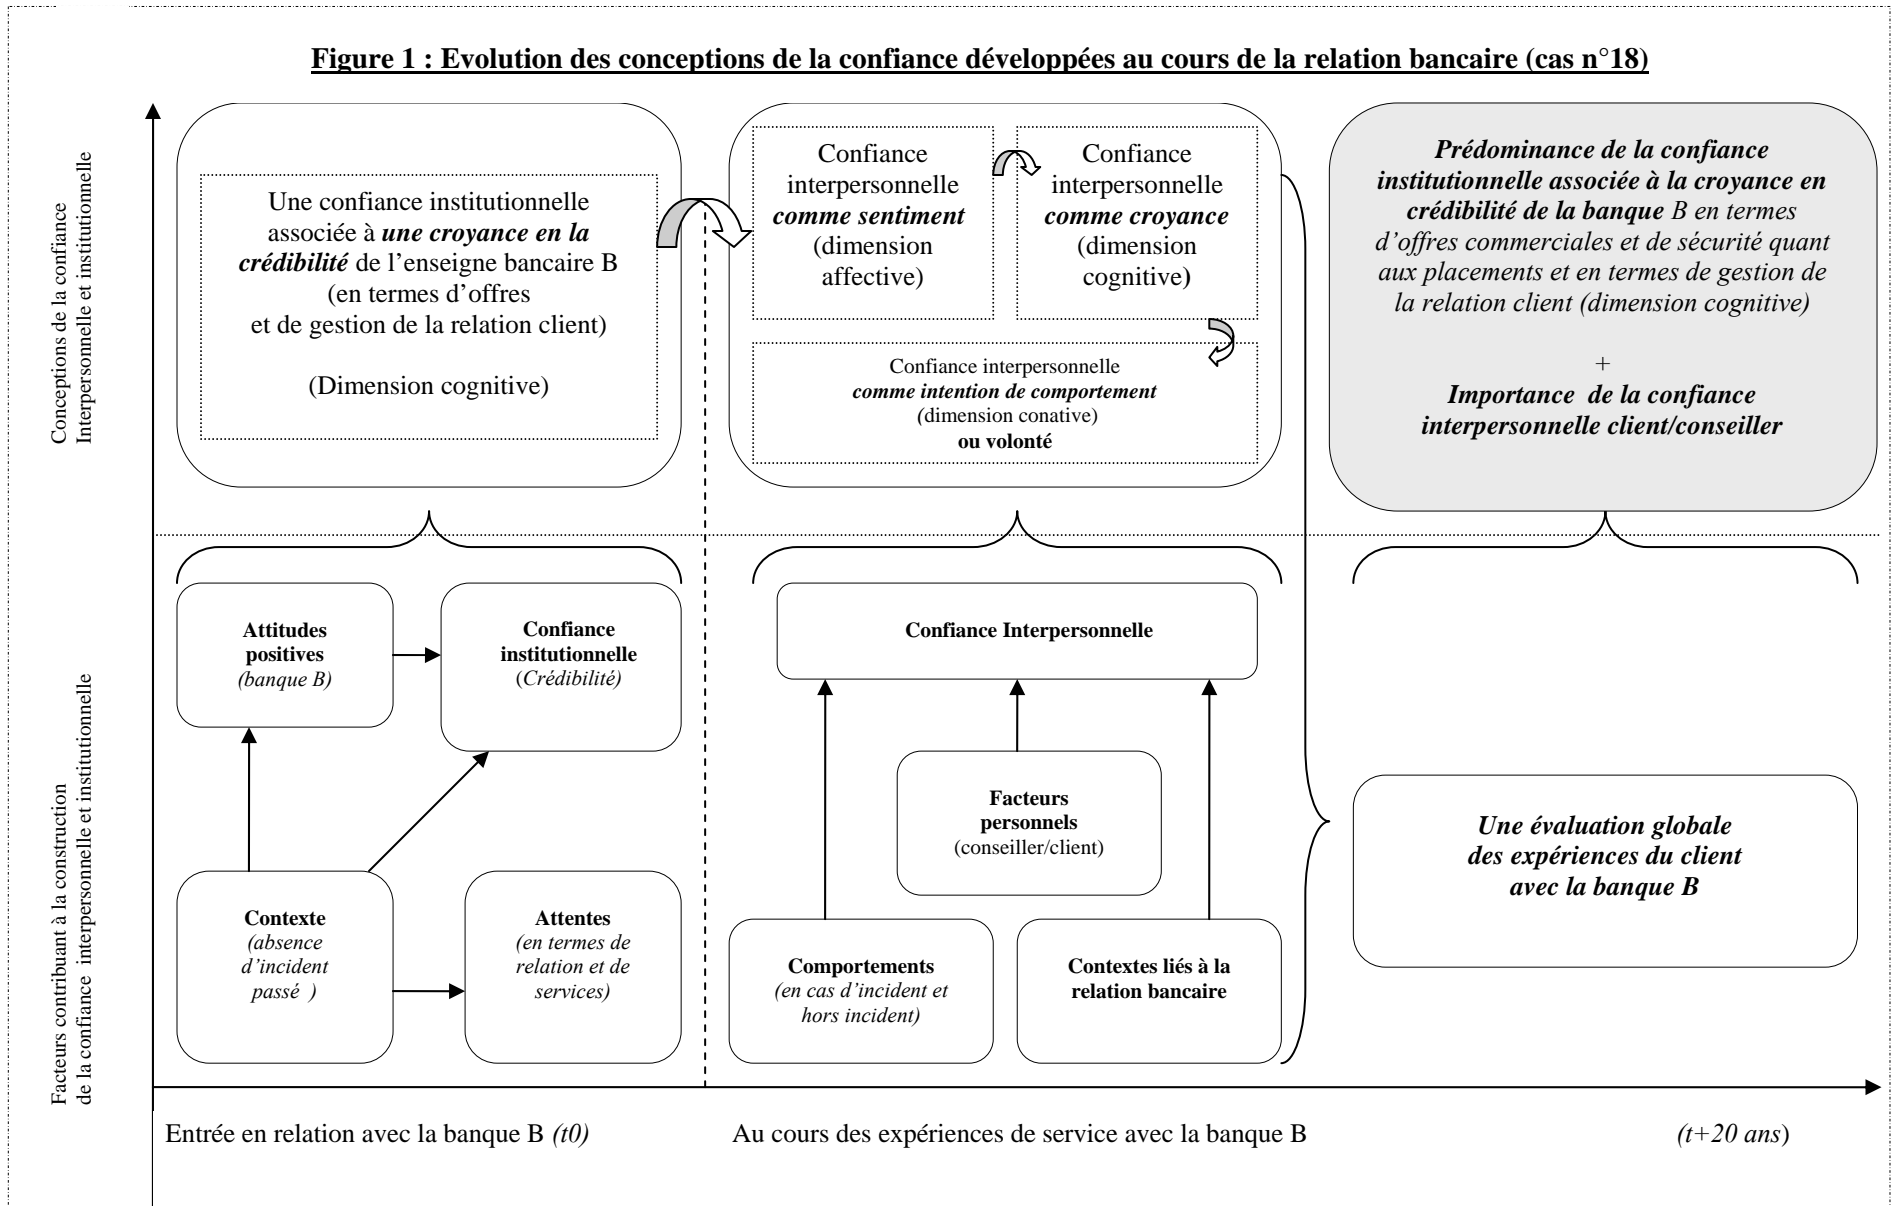 Figure 1 : Evolution des conceptions de la confiance développées au cours de la relation bancaire (cas n°18)
Conceptions de la confiance
Interpersonnelle et institutionnelle
Une confiance institutionnelle
associée à une croyance en la
crédibilité de l’enseigne bancaire B
(en termes d’offres
et de gestion de la relation client)
(Dimension cognitive)
Confiance
interpersonnelle
comme sentiment
(dimension
affective)
Confiance
interpersonnelle
comme croyance
(dimension
cognitive)
Confiance interpersonnelle
comme intention de comportement
(dimension conative)
ou volonté
Prédominance de la confiance
institutionnelle associée à la croyance en
crédibilité de la banque B en termes
d’offres commerciales et de sécurité quant
aux placements et en termes de gestion de
la relation client (dimension cognitive)
+
Importance de la confiance
interpersonnelle client/conseiller
Facteurs contribuant à la construction
de la confiance interpersonnelle et institutionnelle
Attitudes
positives
(banque B)
Confiance
institutionnelle
(Crédibilité)
Contexte
(absence
d’incident
passé )
Attentes
(en termes de
relation et de
services)
Confiance Interpersonnelle
Facteurs
personnels
(conseiller/client)
Comportements
(en cas d’incident et
hors incident)
Contextes liés à la
relation bancaire
Une évaluation globale
des expériences du client
avec la banque B
Entrée en relation avec la banque B (t0)
Au cours des expériences de service avec la banque B
(t+20 ans)